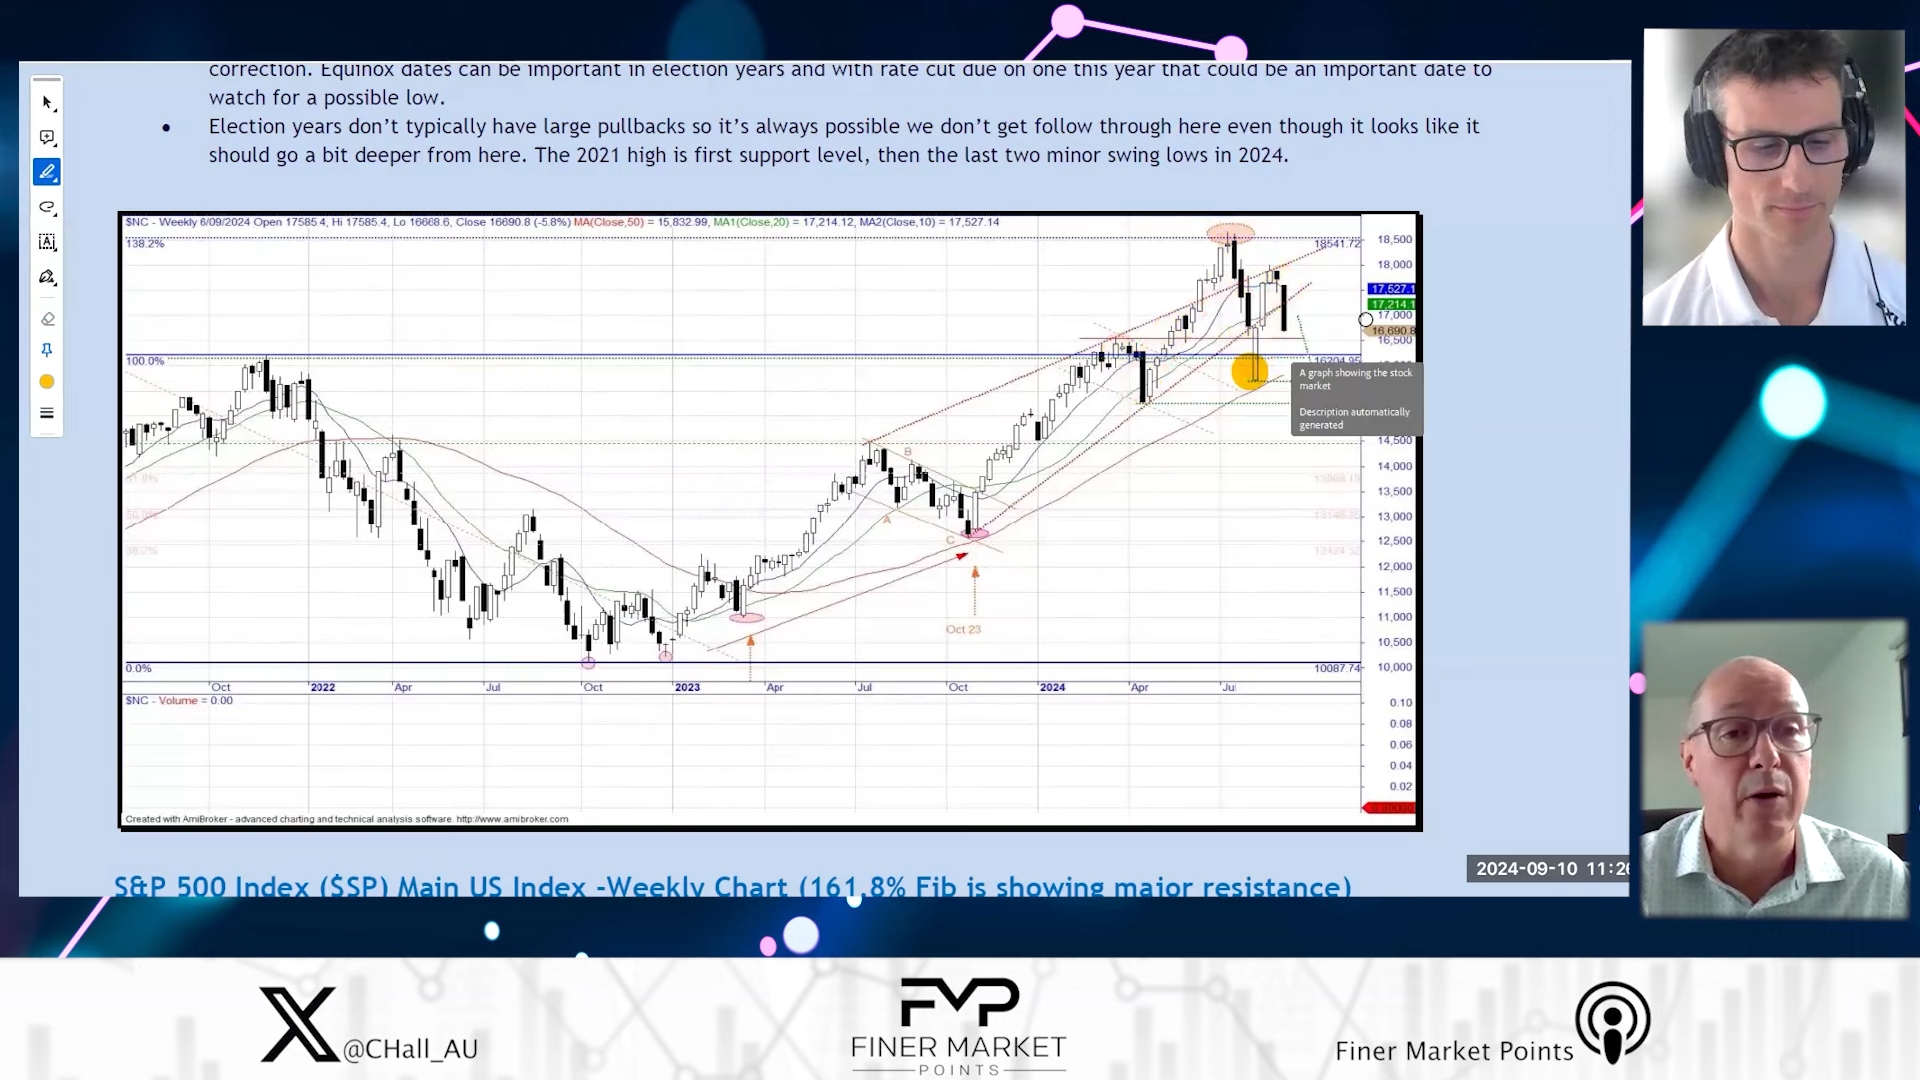 correction. Equinox dates can be important in election years and with rate cut due on one this year that could be an important date to
watch for a possible low.
• Election years don’t typically have large pullbacks so it’s always possible we don’t get follow through here even though it looks like it
should go a bit deeper from here. The 2021 high is first support level, then the last two minor swing lows in 2024.
$NC - Weekly 6/09/2024 Open 17585.4, Hi 17585.4, Lo 16668.6, Close 16690.8 (-5.8%) MA(Close,50) = 15,832.99, MA1(Close,20) = 17,214.12, MA2(Close,10) = 17,527.14
138.2%
18541.72
18,500
18,000
17,527.1
17,214.1
17,000
16,690.8
16,500
100.0%
16204.95
A graph showing the stock
market
Description automatically
generated
14,500
14,000
13,500
13,000
12,500
12,000
11,500
11,000
10,500
10,000
B
A
C
50.0%
38.2%
Oct 23
0.0%
10087.74
Oct 2022 Apr Jul Oct 2023 Apr Jul Oct 2024 Apr Jul
$NC - Volume = 0.00
0.10
0.08
0.06
0.04
0.02
Created with AmiBroker - advanced charting and technical analysis software. http://www.amibroker.com
S&P 500 Index ($SP) Main US Index -Weekly Chart (161.8% Fib is showing major resistance)
2024-09-10 11:26
@CHall_AU
FMP
FINER MARKET
POINTS
Finer Market Points